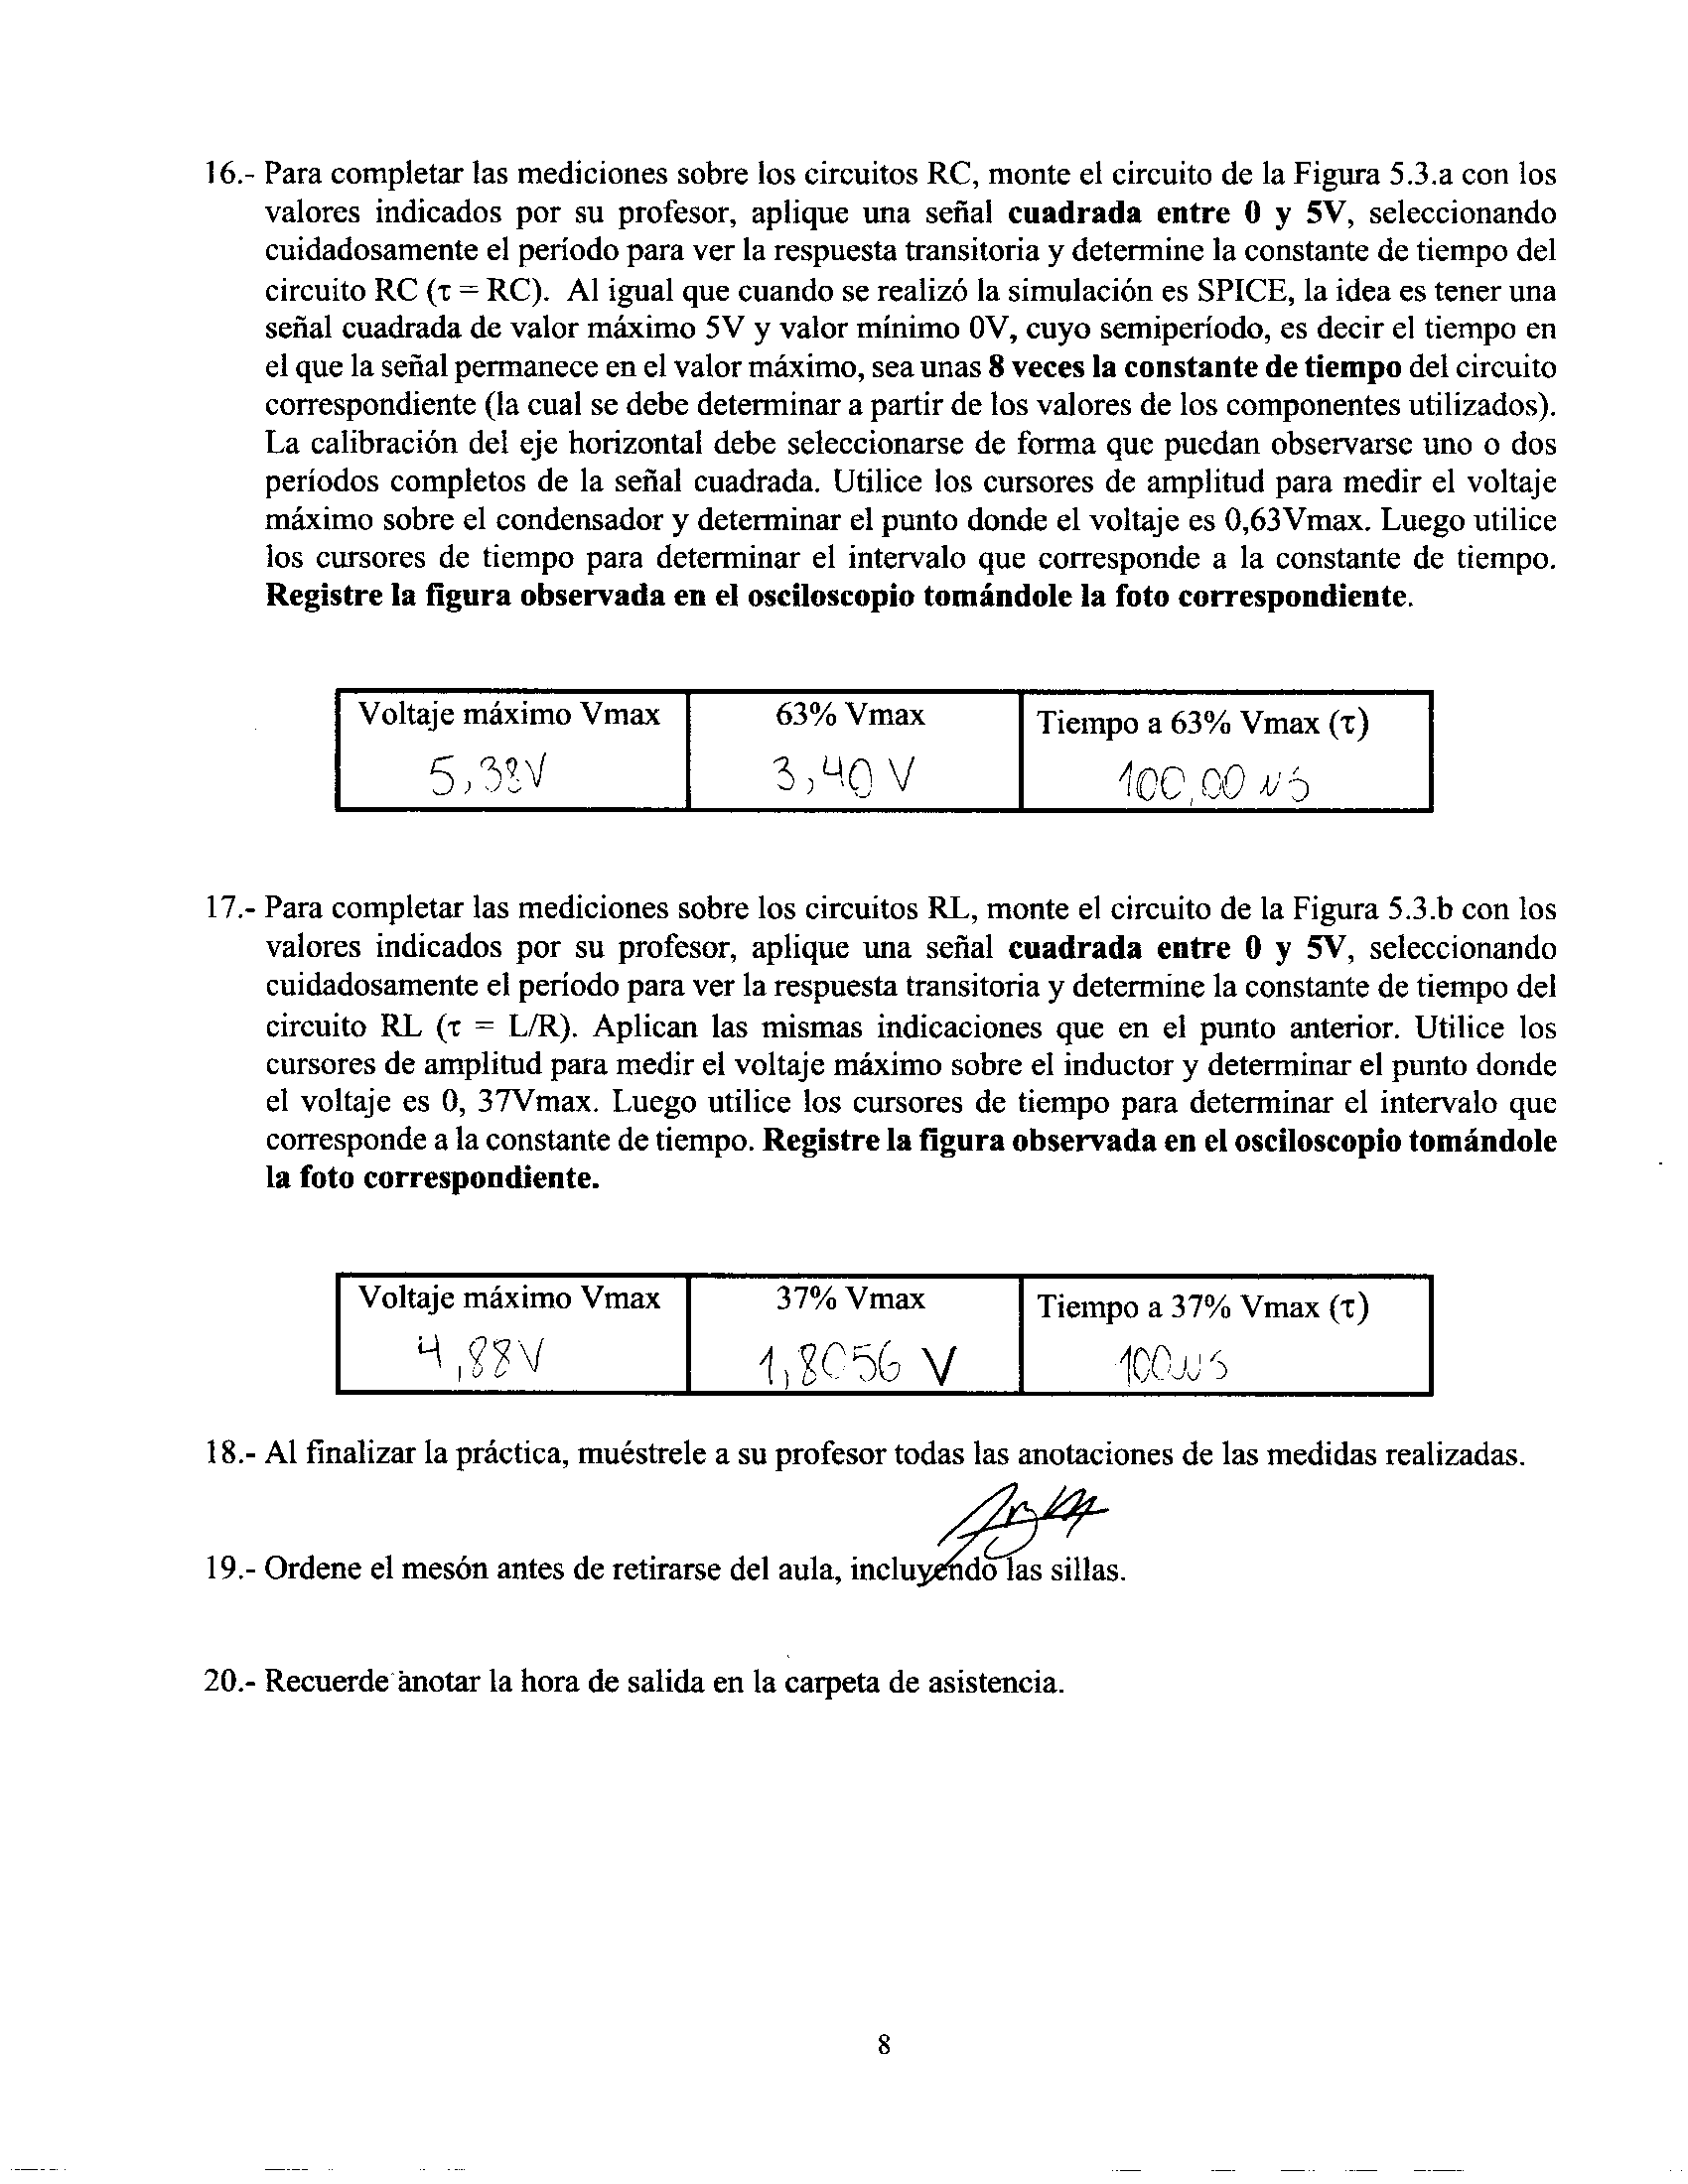 16.- Para completar las mediciones sobre los circuitos RC, monte el circuito de la Figura 5.3.a con los
valores indicados por su profesor, aplique una señal cuadrada entre 0 y 5V, seleccionando
cuidadosamente el período para ver la respuesta transitoria y determine la constante de tiempo del
circuito RC (τ = RC). Al igual que cuando se realizó la simulación es SPICE, la idea es tener una
señal cuadrada de valor máximo 5V y valor mínimo 0V, cuyo semiperíodo, es decir el tiempo en
el que la señal permanece en el valor máximo, sea unas 8 veces la constante de tiempo del circuito
correspondiente (la cual se debe determinar a partir de los valores de los componentes utilizados).
La calibración del eje horizontal debe seleccionarse de forma que puedan observarse uno o dos
períodos completos de la señal cuadrada. Utilice los cursores de amplitud para medir el voltaje
máximo sobre el condensador y determinar el punto donde el voltaje es 0,63Vmax. Luego utilice
los cursores de tiempo para determinar el intervalo que corresponde a la constante de tiempo.
Registre la figura observada en el osciloscopio tomándole la foto correspondiente.
Voltaje máximo Vmax 63% Vmax Tiempo a 63% Vmax (τ)
3,40 V 100,00 µs
17.- Para completar las mediciones sobre los circuitos RL, monte el circuito de la Figura 5.3.b con los
valores indicados por su profesor, aplique una señal cuadrada entre 0 y 5V, seleccionando
cuidadosamente el período para ver la respuesta transitoria y determine la constante de tiempo del
circuito RL (τ = L/R). Aplican las mismas indicaciones que en el punto anterior. Utilice los
cursores de amplitud para medir el voltaje máximo sobre el inductor y determinar el punto donde
el voltaje es 0, 37Vmax. Luego utilice los cursores de tiempo para determinar el intervalo que
corresponde a la constante de tiempo. Registre la figura observada en el osciloscopio tomándole
la foto correspondiente.
Voltaje máximo Vmax 37% Vmax Tiempo a 37% Vmax (τ)
4,88V 1,8056 V 100µs
18.- Al finalizar la práctica, muéstrele a su profesor todas las anotaciones de las medidas realizadas.
19.- Ordene el mesón antes de retirarse del aula, incluyendo las sillas.
20.- Recuerde anotar la hora de salida en la carpeta de asistencia.
8